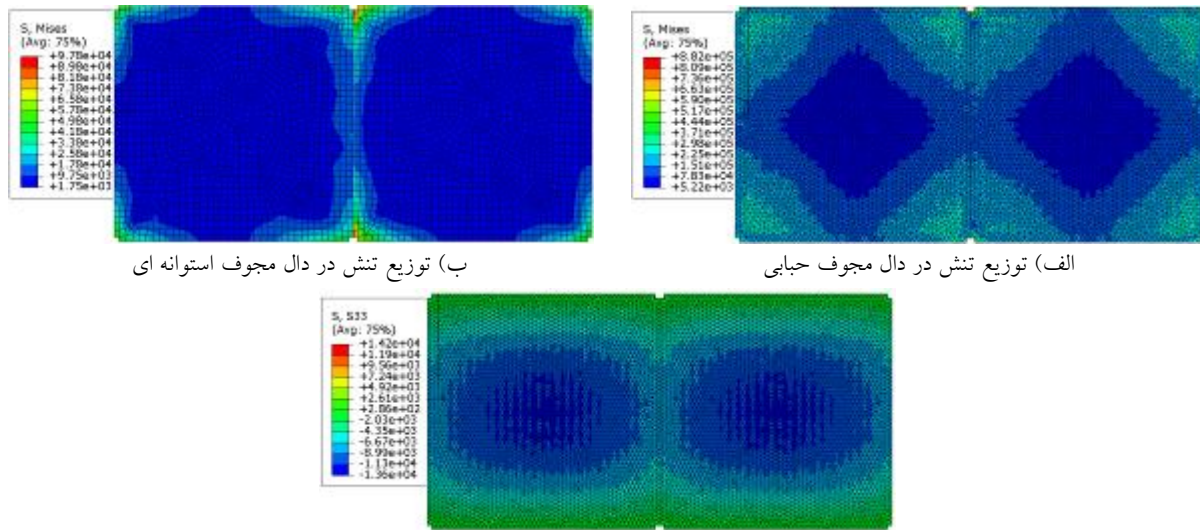 S, Mises
(Avg: 75%)
+9.78e+04
+8.98e+04
+8.18e+04
+7.38e+04
+6.58e+04
+5.78e+04
+4.98e+04
+4.18e+04
+3.38e+04
+2.58e+04
+1.78e+04
+9.75e+03
+1.75e+03
S, Mises
(Avg: 75%)
+8.82e+05
+8.09e+05
+7.36e+05
+6.63e+05
+5.90e+05
+5.17e+05
+4.44e+05
+3.71e+05
+2.98e+05
+2.25e+05
+1.51e+05
+7.83e+04
+5.22e+03
الف) توزیع تنش در دال مجوف حبابی
ب) توزیع تنش در دال مجوف استوانه ای
S, S33
(Avg: 75%)
+1.42e+04
+1.19e+04
+9.56e+03
+7.24e+03
+4.92e+03
+2.61e+03
+2.86e+02
-2.03e+03
-4.35e+03
-6.67e+03
-8.99e+03
-1.13e+04
-1.36e+04